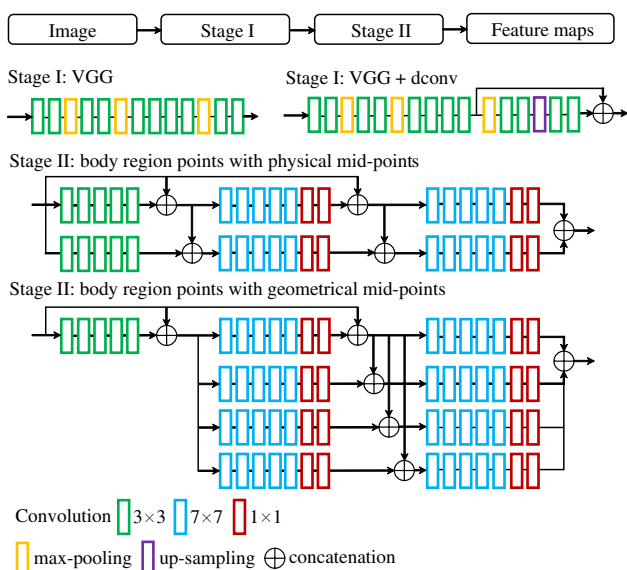 Image
Stage I
Stage II
Feature maps
Stage I: VGG
Stage I: VGG + dconv
Stage II: body region points with physical mid-points
Stage II: body region points with geometrical mid-points
Convolution 3×3 7×7 1×1
max-pooling up-sampling concatenation